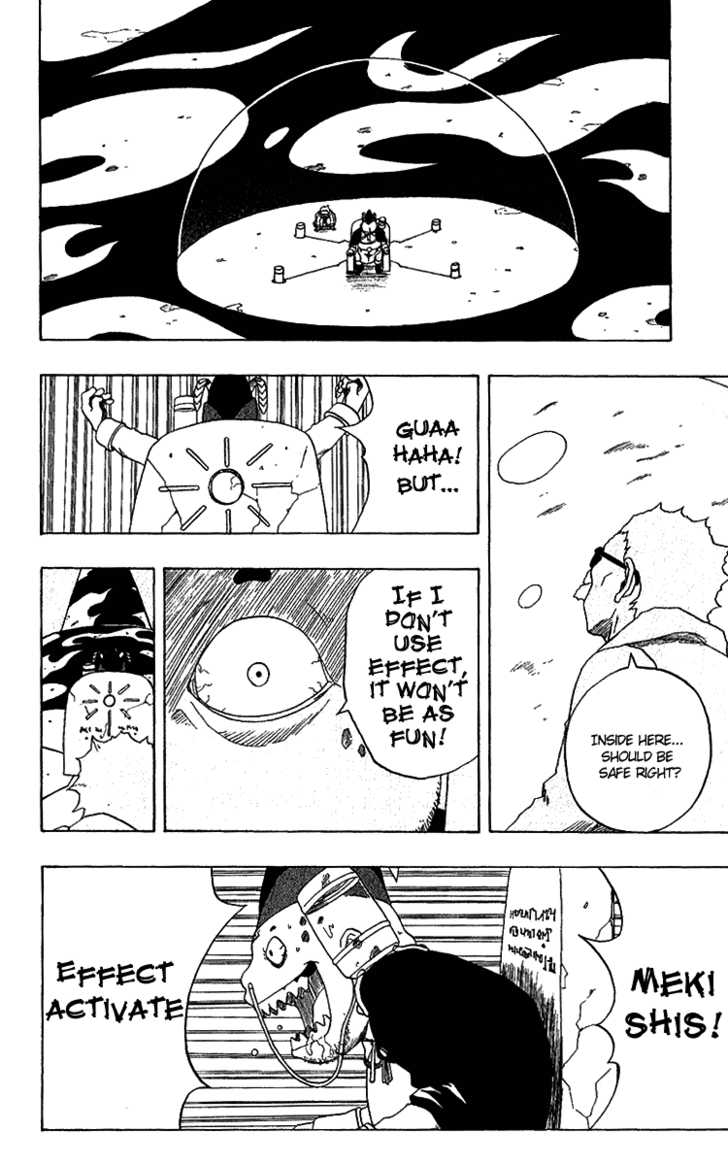 GUAA
HAHA!
BUT...
INSIDE HERE...
SHOULD BE
SAFE RIGHT?
IF I
DON'T
USE
EFFECT,
IT WON'T
BE AS
FUN!
MEKI
SHIS!
EFFECT
ACTIVATE